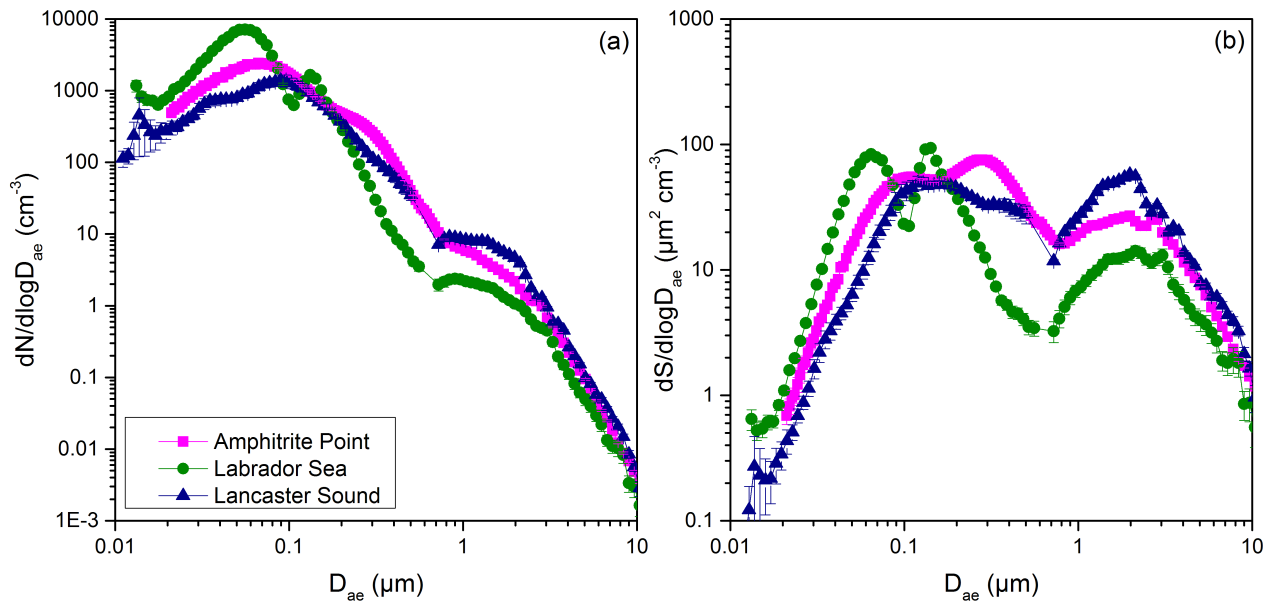 (a)
10000
1000
100
10
1
0.1
0.01
1E-3
dN/dlogD_ae (cm^-3)
Amphitrite Point
Labrador Sea
Lancaster Sound
0.01 0.1 1 10
D_ae (µm)
(b)
1000
100
10
1
0.1
dS/dlogD_ae (µm² cm^-3)
0.01 0.1 1 10
D_ae (µm)